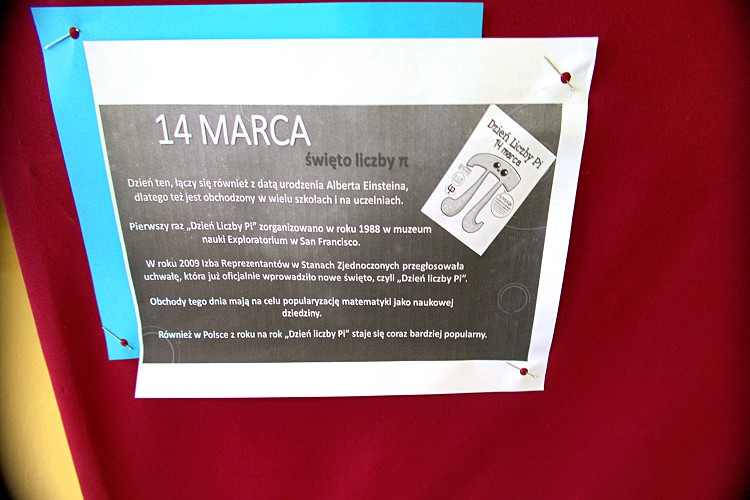 14 MARCA
święto liczby π
Dzień ten, łączy się również z datą urodzenia Alberta Einsteina,
dlatego też jest obchodzony w wielu szkołach i na uczelniach.
Pierwszy raz „Dzień Liczby Pi” zorganizowano w roku 1988 w muzeum
nauki Exploratorium w San Francisco.
W roku 2009 Izba Reprezentantów w Stanach Zjednoczonych przegłosowała
uchwałę, która już oficjalnie wprowadziło nowe święto, czyli „Dzień liczby Pi”.
Obchody tego dnia mają na celu popularyzację matematyki jako naukowej
dziedziny.
Również w Polsce z roku na rok „Dzień liczby Pi” staje się coraz bardziej popularny.
Dzień Liczby Pi
14 marca